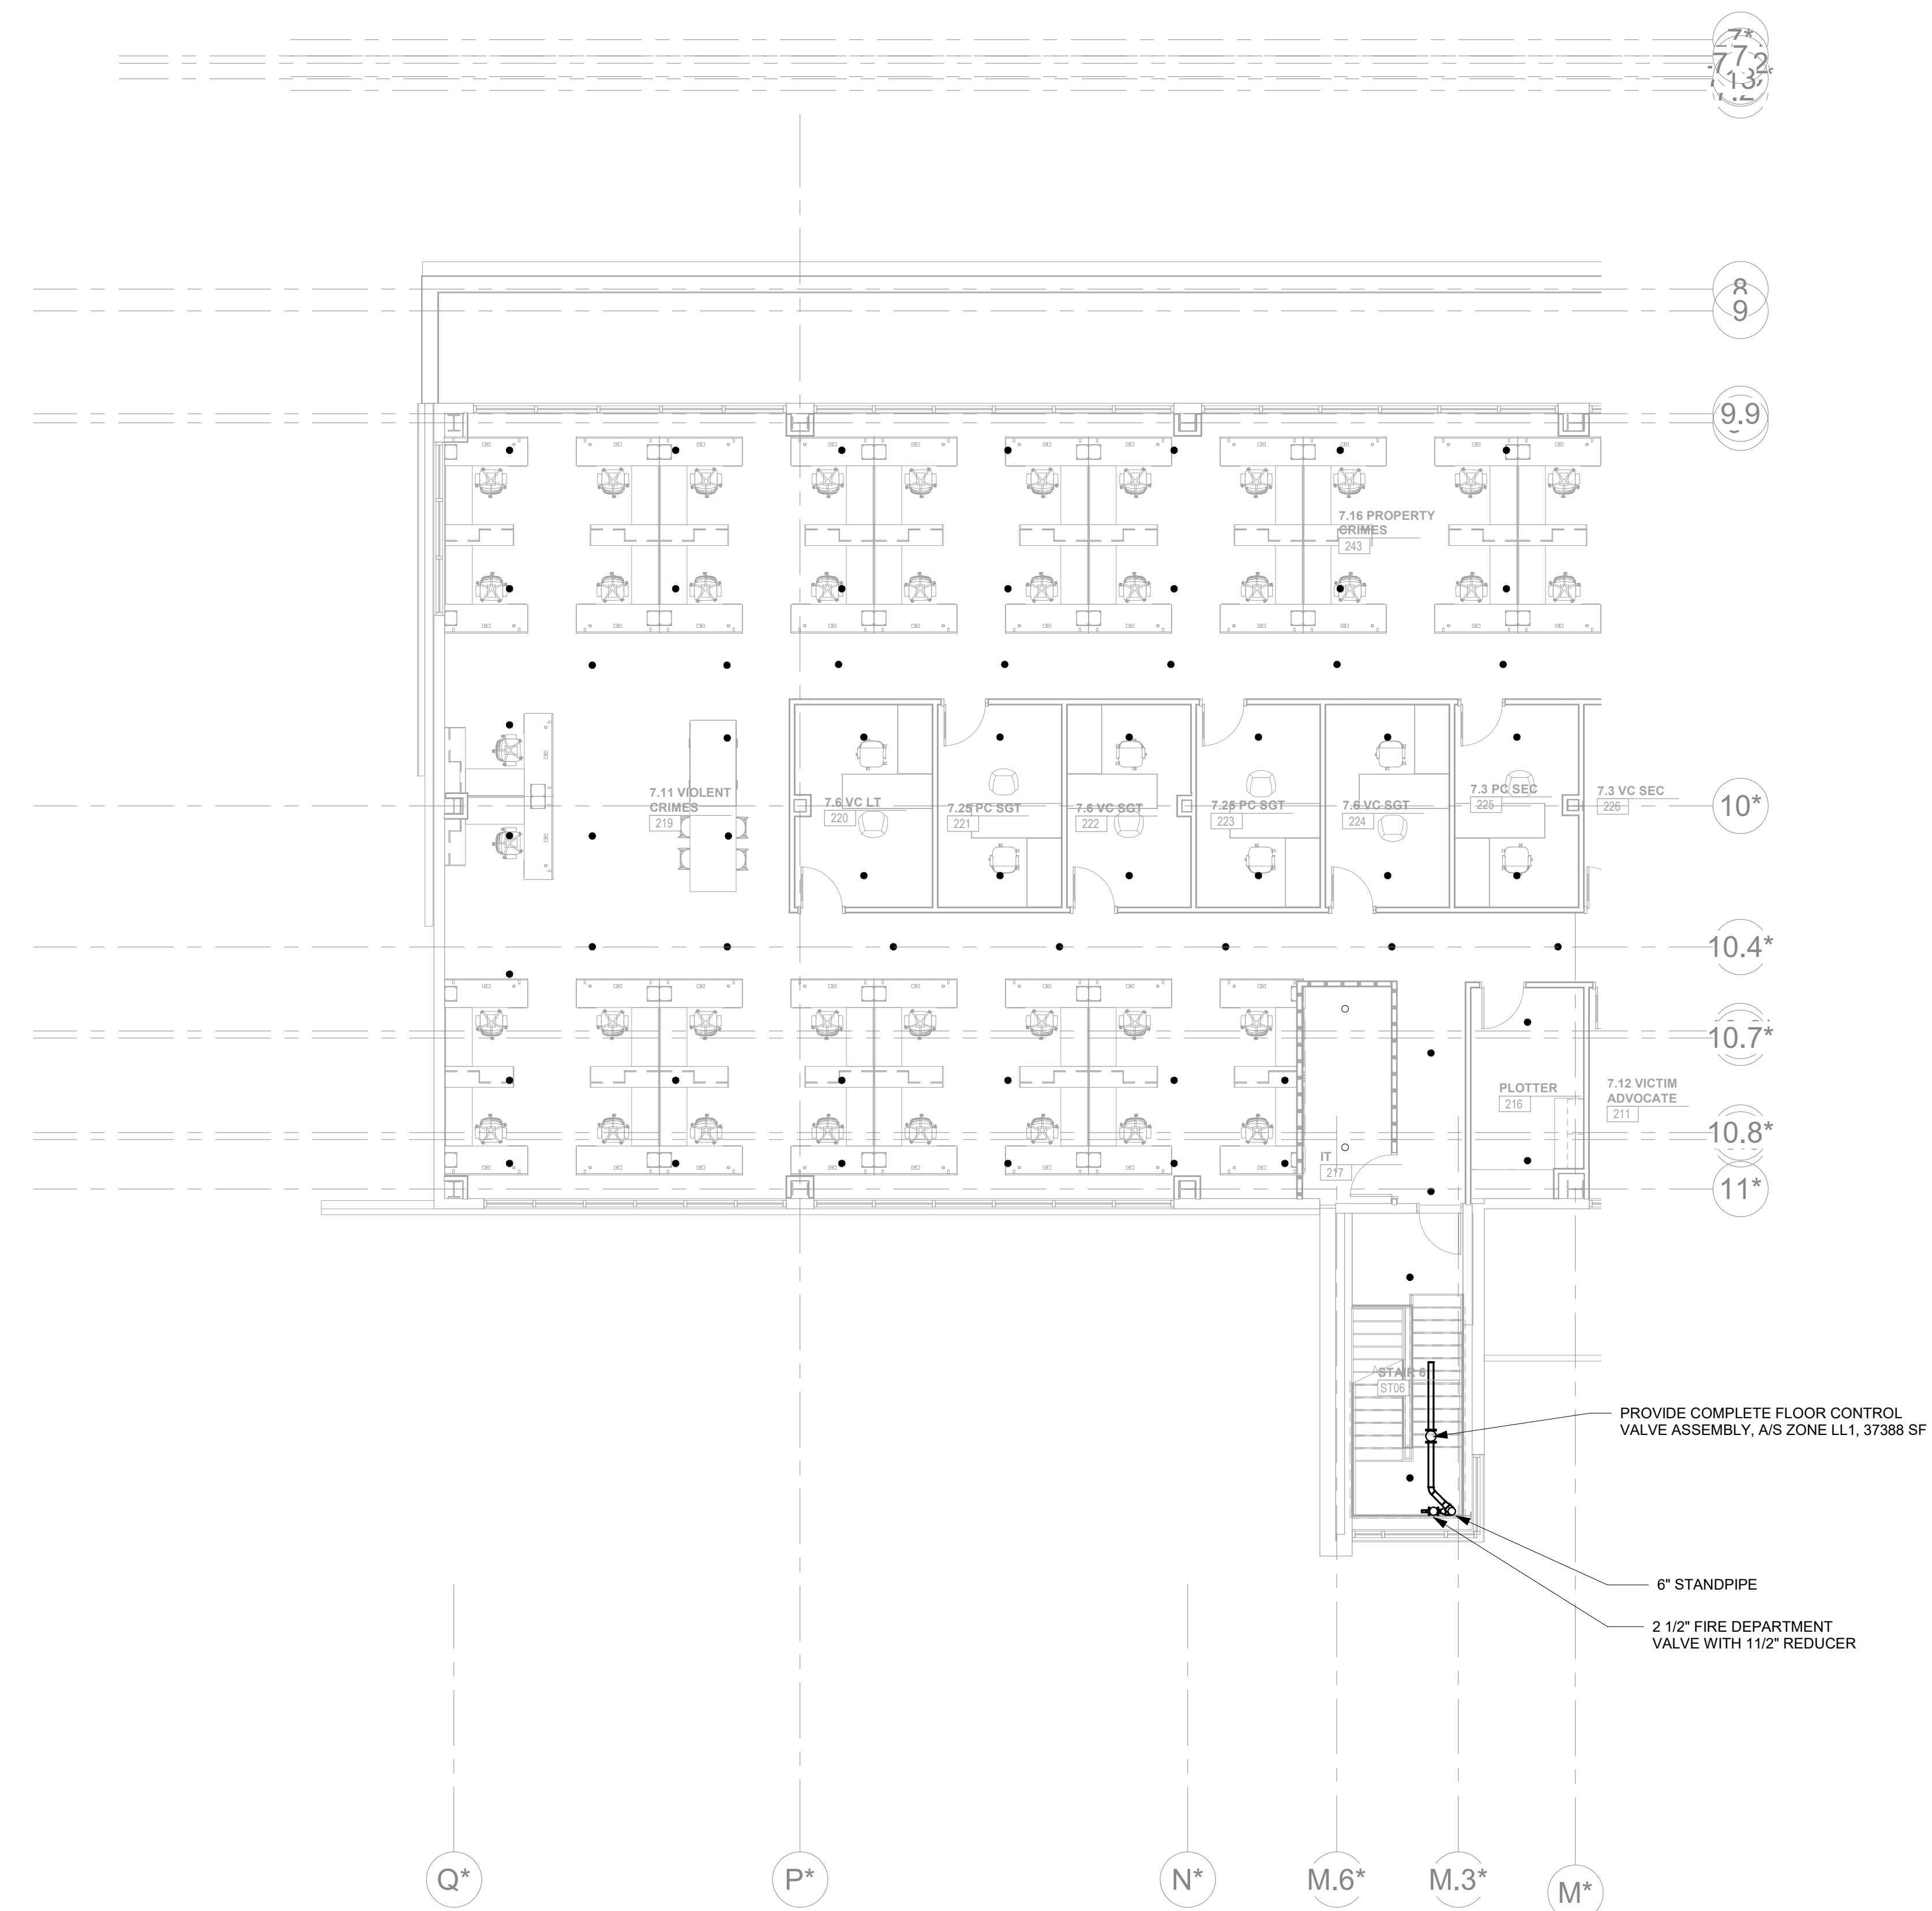 7*
7
13
8
9
9.9
7.16 PROPERTY
CRIMES
243
7.11 VIOLENT
CRIMES
219
7.6 VC LT
220
7.25 PC SGT
221
7.6 VC SGT
222
7.25 PC SGT
223
7.6 VC SGT
224
7.3 PC SEC
225
7.3 VC SEC
226
10*
10.4*
10.7*
PLOTTER
216
7.12 VICTIM
ADVOCATE
211
10.8*
IT
217
11*
STAIR 6
ST06
PROVIDE COMPLETE FLOOR CONTROL
VALVE ASSEMBLY, A/S ZONE LL1, 37388 SF
6" STANDPIPE
2 1/2" FIRE DEPARTMENT
VALVE WITH 11/2" REDUCER
Q*
P*
N*
M.6*
M.3*
M*